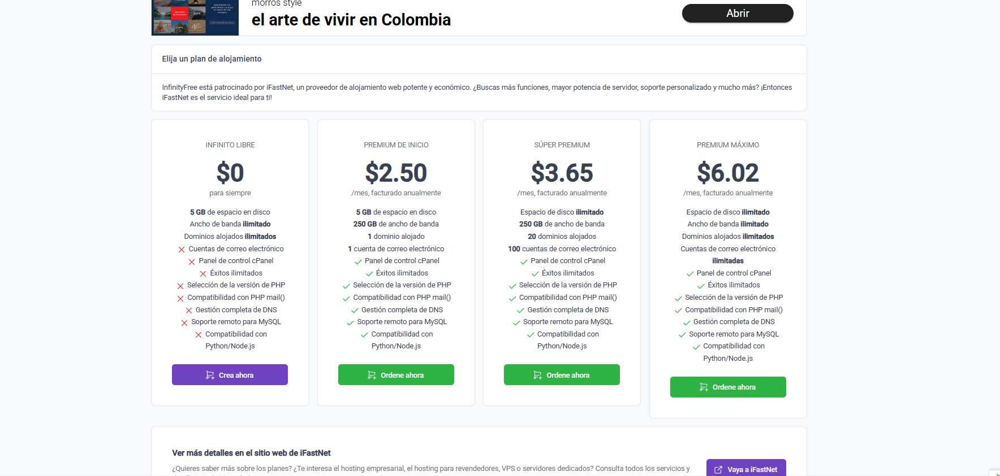 morros style
el arte de vivir en Colombia
Abrir
Elija un plan de alojamiento
InfinityFree está patrocinado por iFastNet, un proveedor de alojamiento web potente y económico. ¿Buscas más funciones, mayor potencia de servidor, soporte personalizado y mucho más? ¡Entonces
iFastNet es el servicio ideal para ti!
INFINITO LIBRE
$0
para siempre
5 GB de espacio en disco
Ancho de banda ilimitado
Dominios alojados ilimitados
Cuentas de correo electrónico
Panel de control cPanel
Éxitos ilimitados
Selección de la versión de PHP
Compatibilidad con PHP mail()
Gestión completa de DNS
Soporte remoto para MySQL
Compatibilidad con
Python/Node.js
Crea ahora
PREMIUM DE INICIO
$2.50
/mes, facturado anualmente
5 GB de espacio en disco
250 GB de ancho de banda
1 dominio alojado
1 cuenta de correo electrónico
Panel de control cPanel
Éxitos ilimitados
Selección de la versión de PHP
Compatibilidad con PHP mail()
Gestión completa de DNS
Soporte remoto para MySQL
Compatibilidad con
Python/Node.js
Ordene ahora
SÚPER PREMIUM
$3.65
/mes, facturado anualmente
Espacio de disco ilimitado
250 GB de ancho de banda
20 dominios alojados
100 cuentas de correo electrónico
Panel de control cPanel
Éxitos ilimitados
Selección de la versión de PHP
Compatibilidad con PHP mail()
Gestión completa de DNS
Soporte remoto para MySQL
Compatibilidad con
Python/Node.js
Ordene ahora
PREMIUM MÁXIMO
$6.02
/mes, facturado anualmente
Espacio de disco ilimitado
Ancho de banda ilimitado
Dominios alojados ilimitados
Cuentas de correo electrónico
ilimitadas
Panel de control cPanel
Éxitos ilimitados
Selección de la versión de PHP
Compatibilidad con PHP mail()
Gestión completa de DNS
Soporte remoto para MySQL
Compatibilidad con
Python/Node.js
Ordene ahora
Ver más detalles en el sitio web de iFastNet
¿Quieres saber más sobre los planes? ¿Te interesa el hosting empresarial, el hosting para revendedores, VPS o servidores dedicados? Consulta todos los servicios y
Vaya a iFastNet